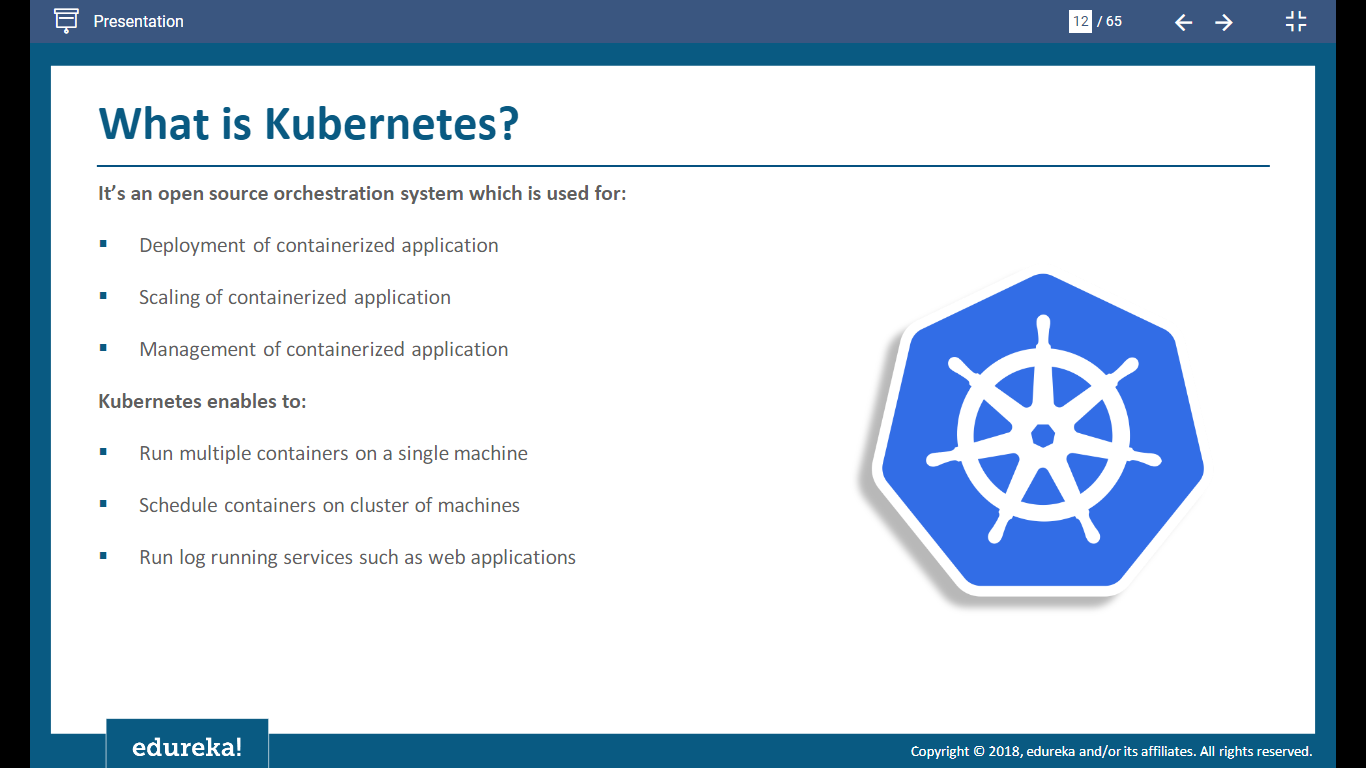 Presentation
12 / 65
What is Kubernetes?
It’s an open source orchestration system which is used for:
▪ Deployment of containerized application
▪ Scaling of containerized application
▪ Management of containerized application
Kubernetes enables to:
▪ Run multiple containers on a single machine
▪ Schedule containers on cluster of machines
▪ Run log running services such as web applications
edureka!
Copyright © 2018, edureka and/or its affiliates. All rights reserved.